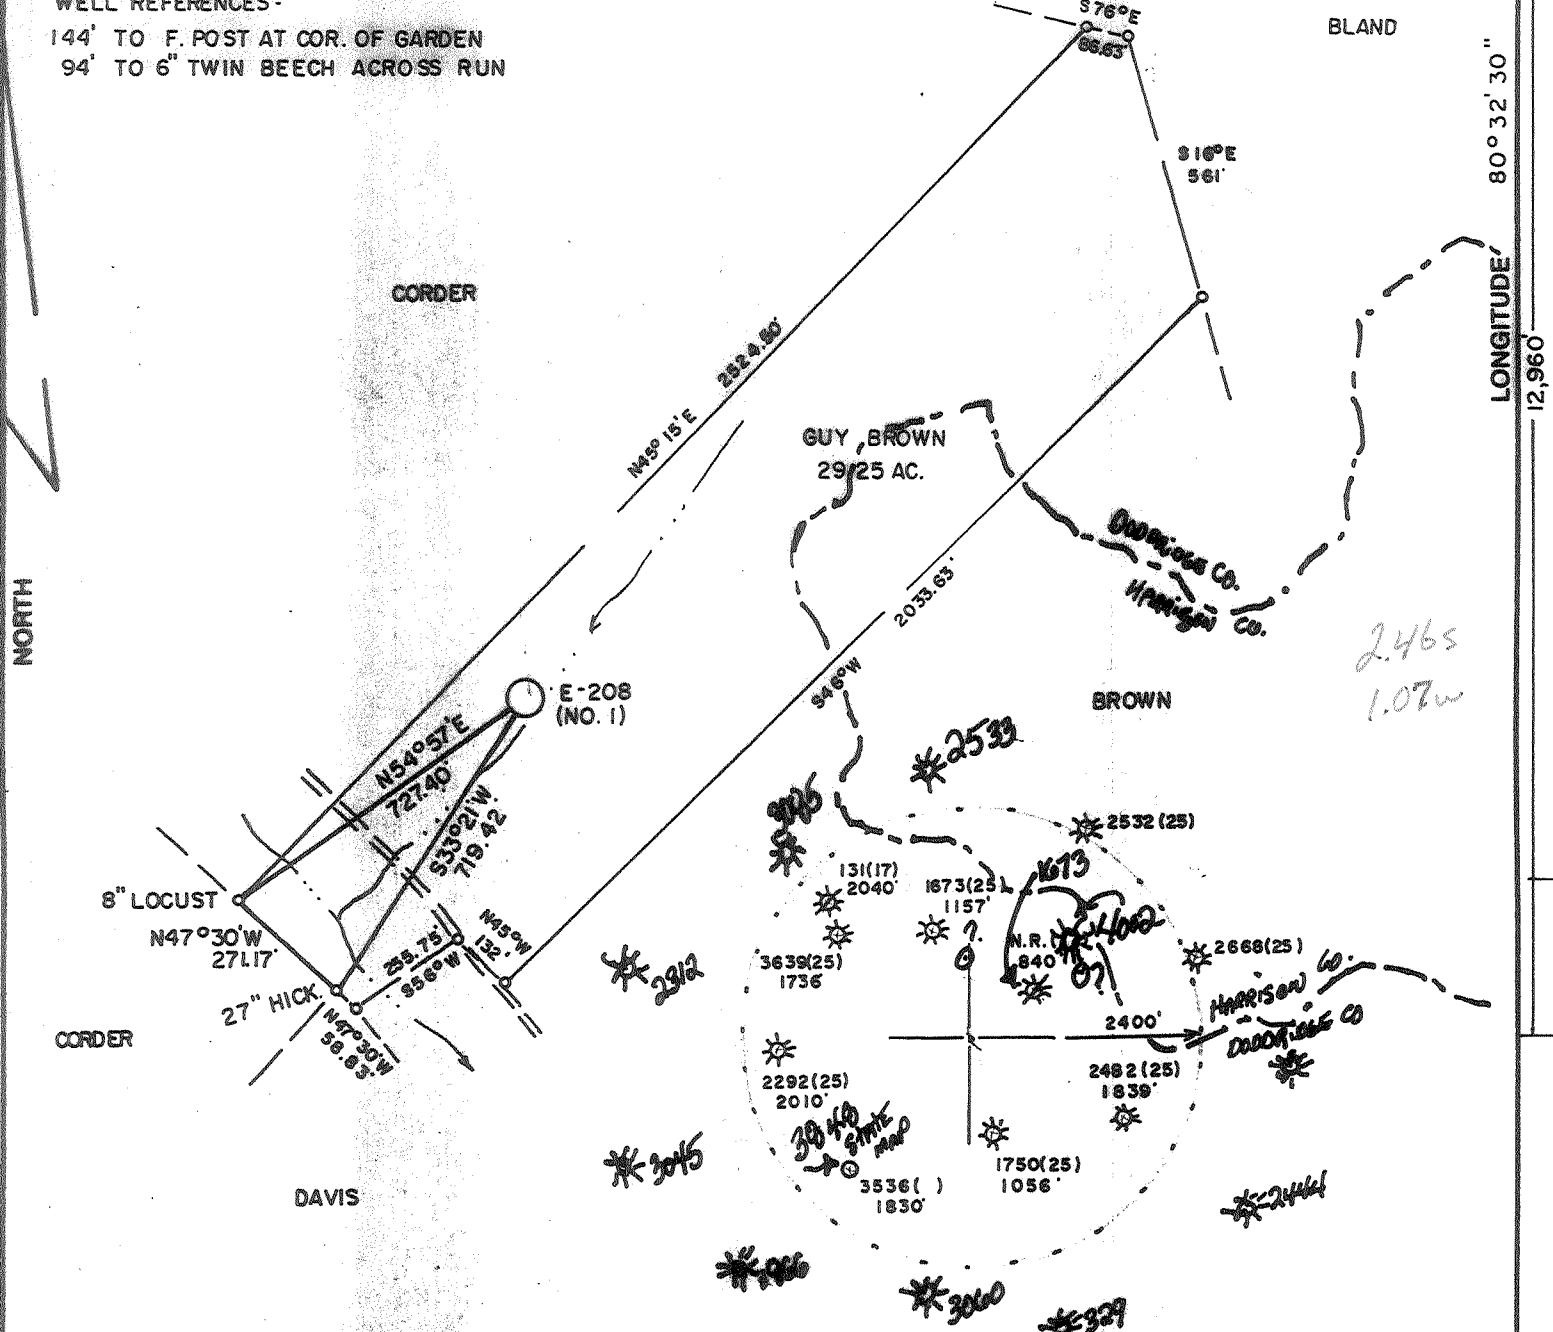 WELL REFERENCES-
144' TO F. POST AT COR. OF GARDEN
94' TO 6" TWIN BEECH ACROSS RUN
S76°E
86.63'
BLAND
80°32'30"
LONGITUDE
12,960'
S16°E
561'
CORDER
2524.50'
N45°15'E
GUY BROWN
29.25 AC.
DODDRIDGE CO.
HARRISON CO.
2033.63'
S46°W
NORTH
2.46s
1.07w
E-208
(NO. 1)
BROWN
N54°57'E
727.40'
S33°21'W.
719.42'
2533
2532(25)
131(17)
2040'
1673(25)
1157'
1673
4002
N.R.(
840'
?
0?
2668(25)
8" LOCUST
N47°30'W
271.17'
N45°W
132'
255.75'
S56°W
27" HICK.
N47°30'W
58.83'
3639(25)
1736'
2312
CORDER
HARRISON CO.
DODDRIDGE CO
2400'
2482(25)
1839'
2292(25)
2010'
STATE
MAP
3045
DAVIS
3536( )
1830'
1750(25)
1056'
3060
329